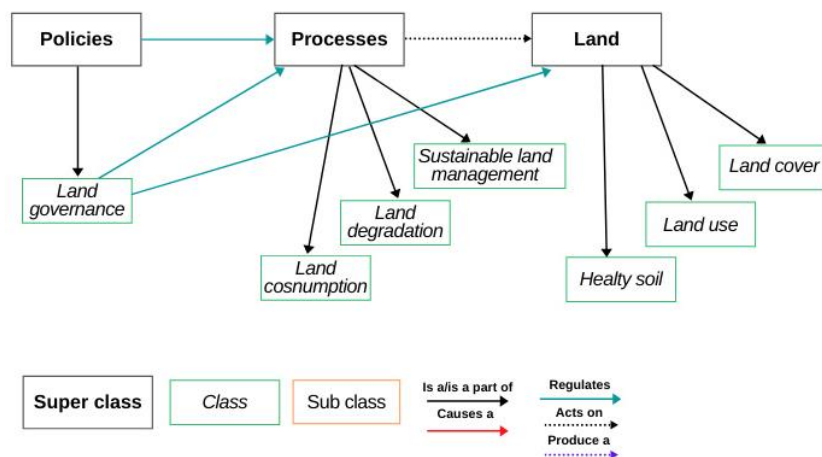 Policies
Processes
Land
Sustainable land
management
Land cover
Land
governance
Land
degradation
Land use
Land
cosnumption
Healty soil
Super class
Class
Sub class
Is a/is a part of
Causes a
Regulates
Acts on
Produce a